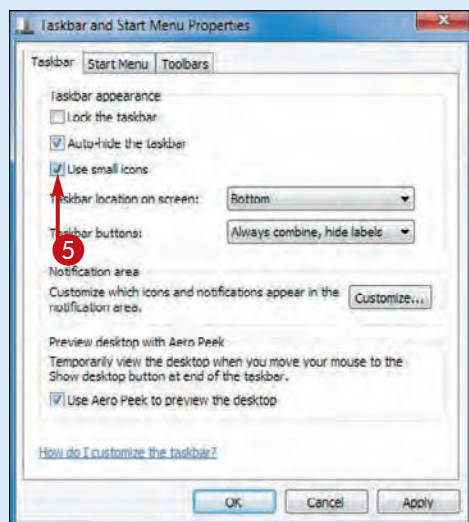 Taskbar and Start Menu Properties
Taskbar Start Menu Toolbars
Taskbar appearance
Lock the taskbar
Auto-hide the taskbar
Use small icons
Taskbar location on screen: Bottom
Taskbar buttons: Always combine, hide labels
5
Notification area
Customize which icons and notifications appear in the
notification area.
Customize...
Preview desktop with Aero Peek
Temporarily view the desktop when you move your mouse to the
Show desktop button at end of the taskbar.
Use Aero Peek to preview the desktop
How do I customize the taskbar?
OK Cancel Apply